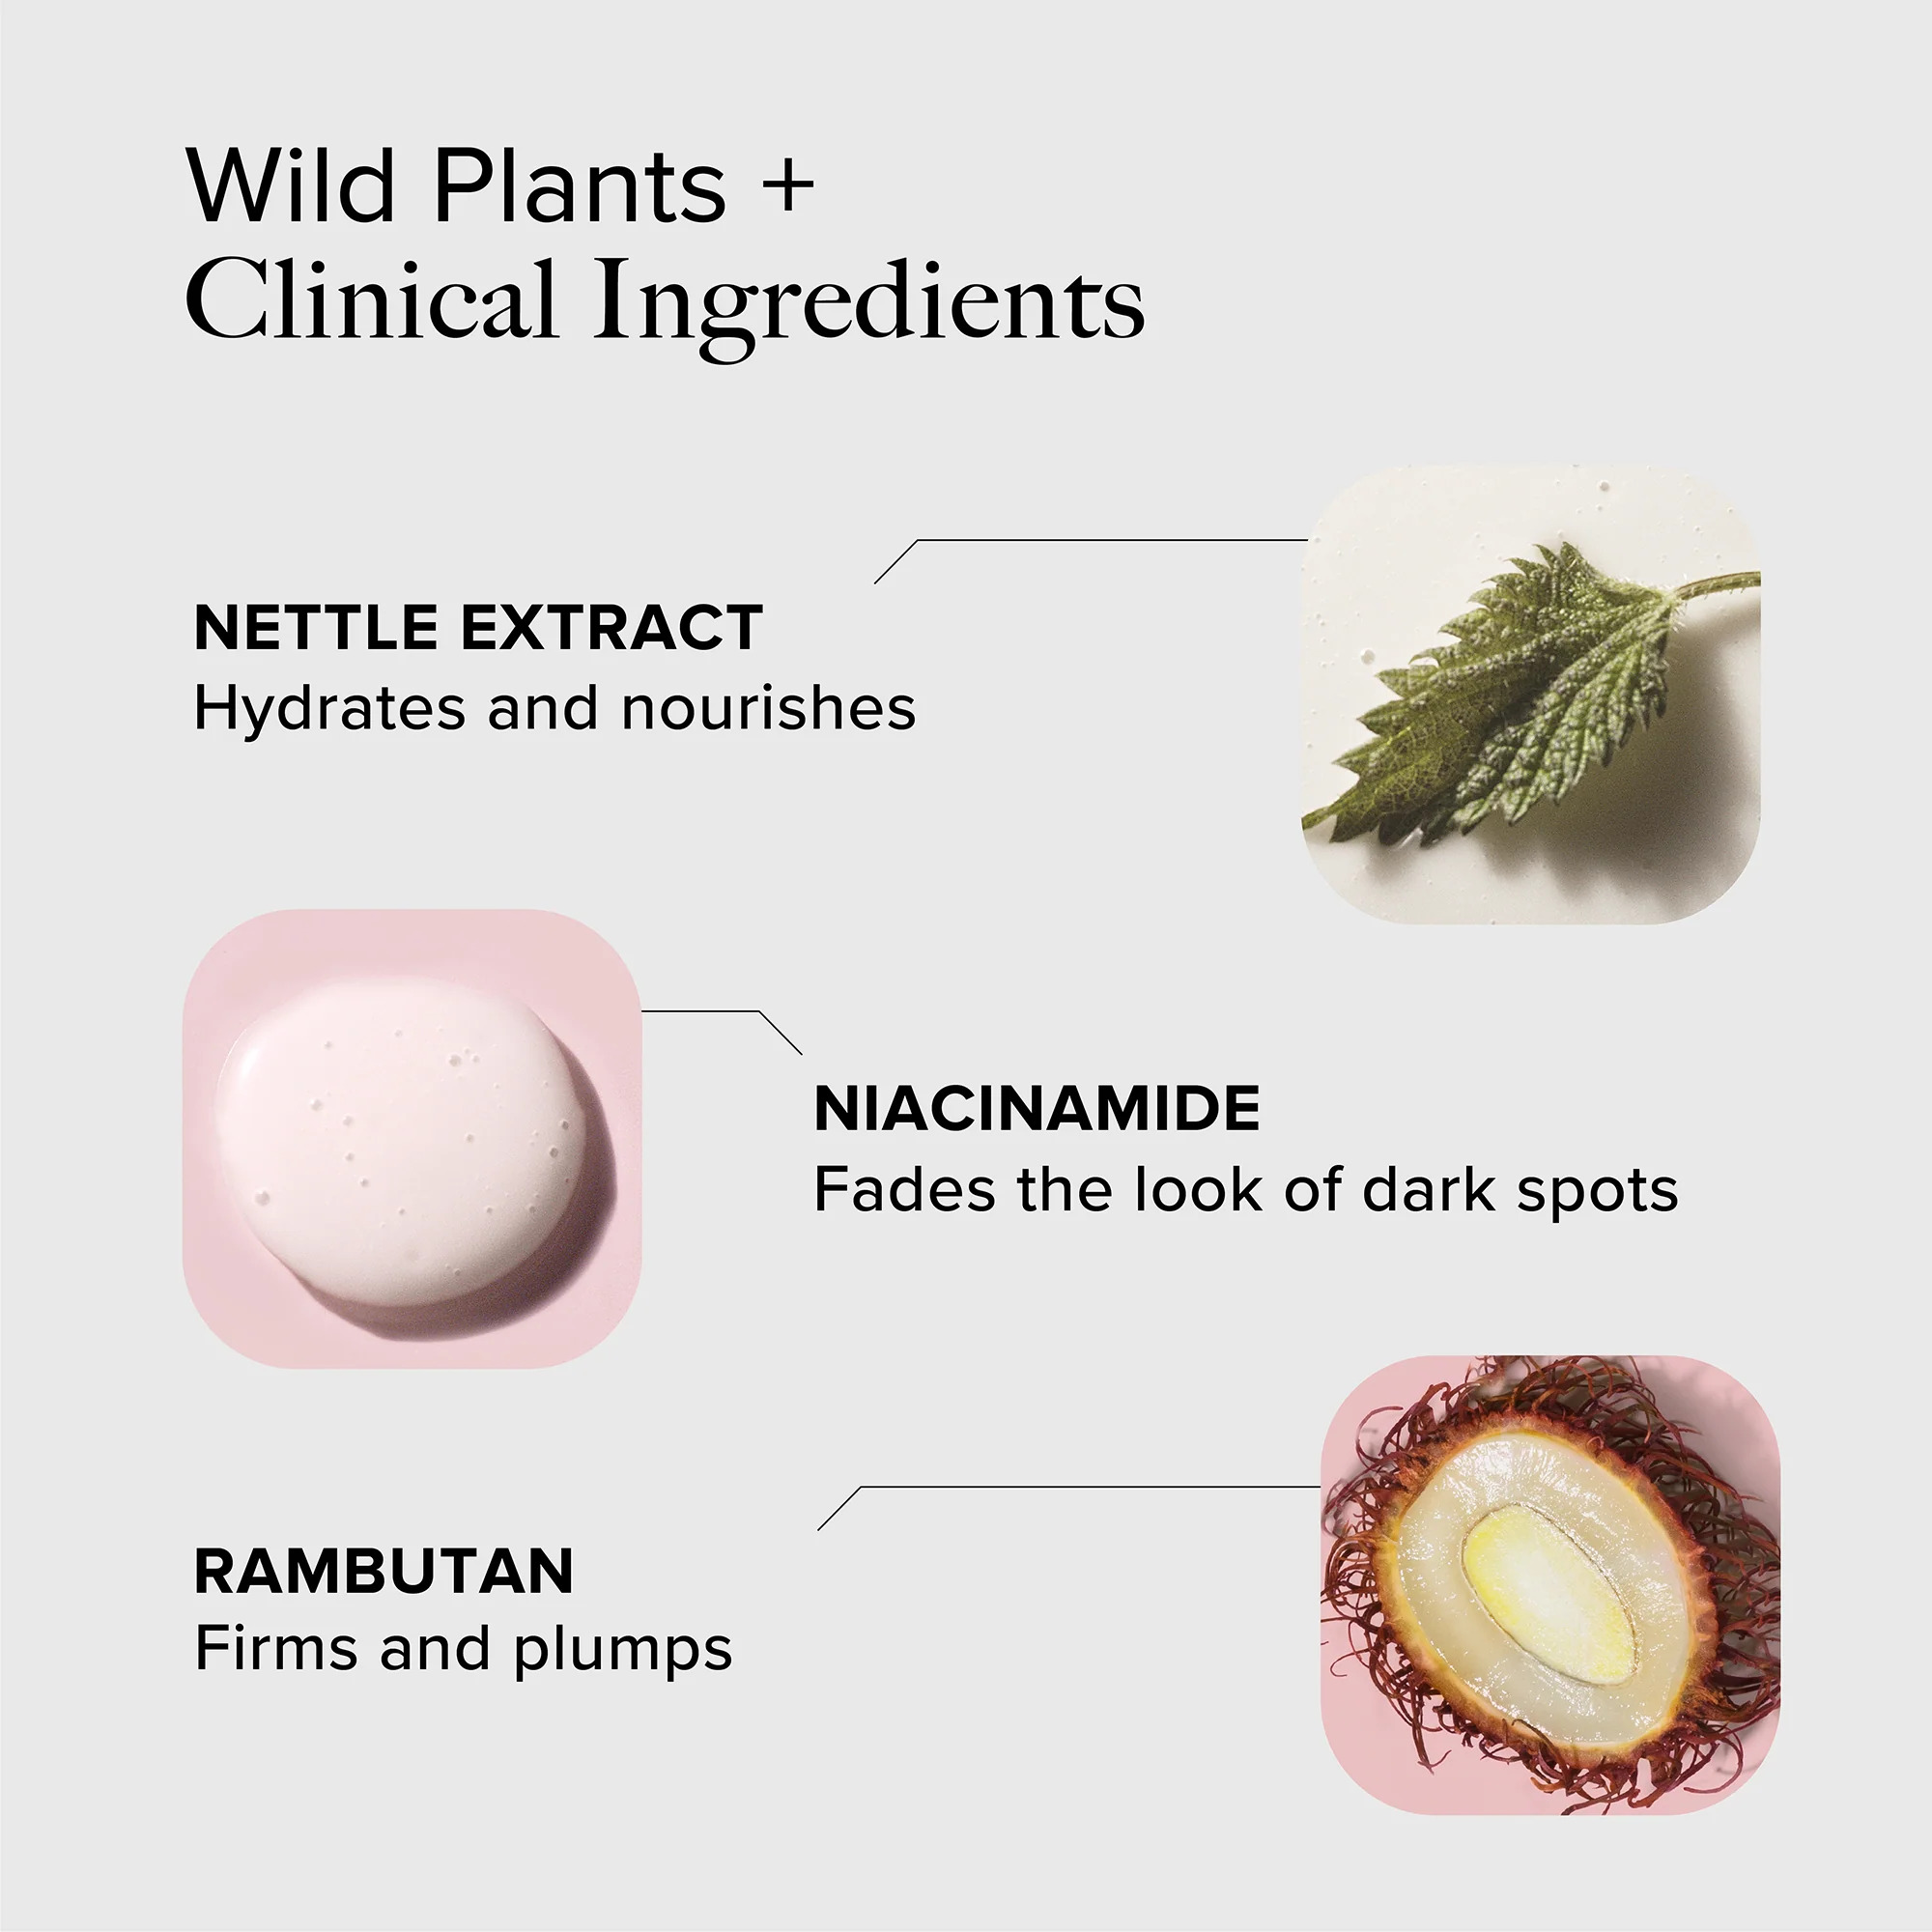 Wild Plants +
Clinical Ingredients
NETTLE EXTRACT
Hydrates and nourishes
NIACINAMIDE
Fades the look of dark spots
RAMBUTAN
Firms and plumps